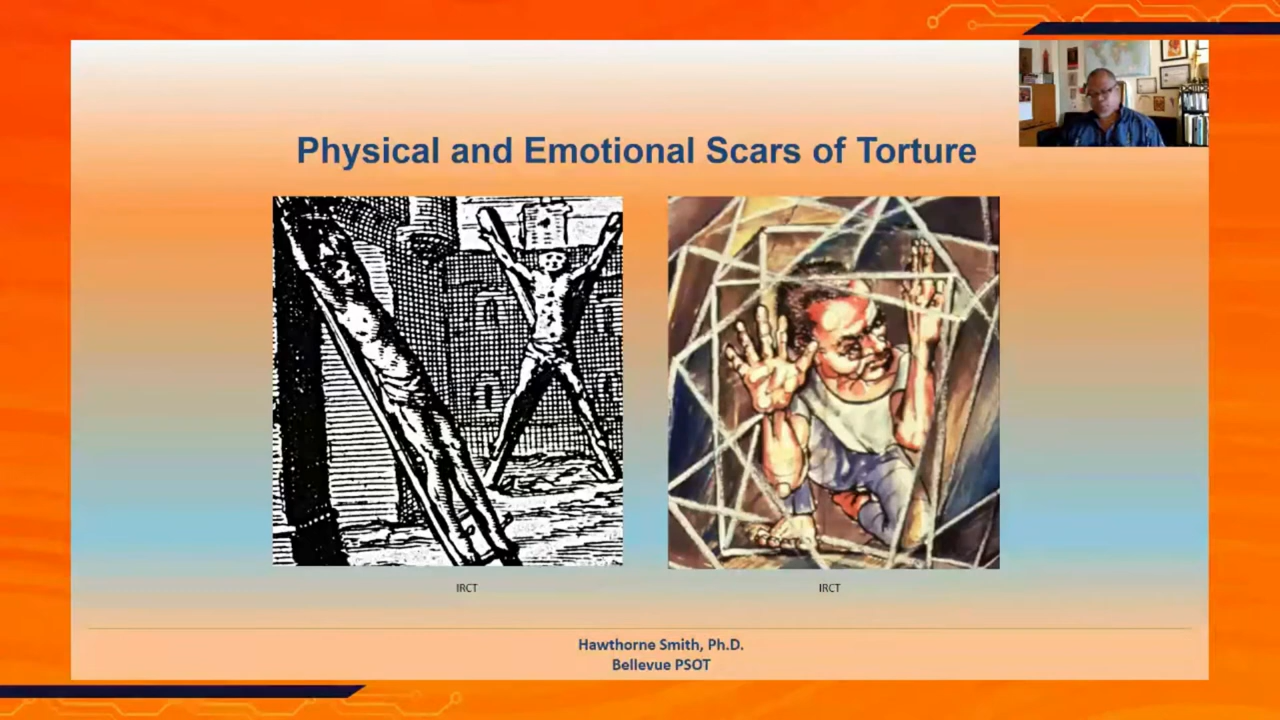 Physical and Emotional Scars of Torture
IRCT
IRCT
Hawthorne Smith, Ph.D.
Bellevue PSOT